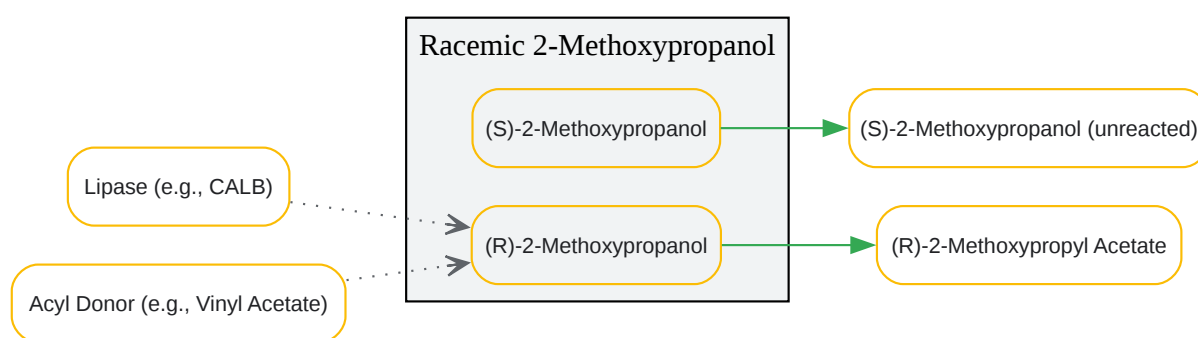 Racemic 2-Methoxypropanol
(S)-2-Methoxypropanol
(S)-2-Methoxypropanol (unreacted)
Lipase (e.g., CALB)
(R)-2-Methoxypropanol
(R)-2-Methoxypropyl Acetate
Acyl Donor (e.g., Vinyl Acetate)